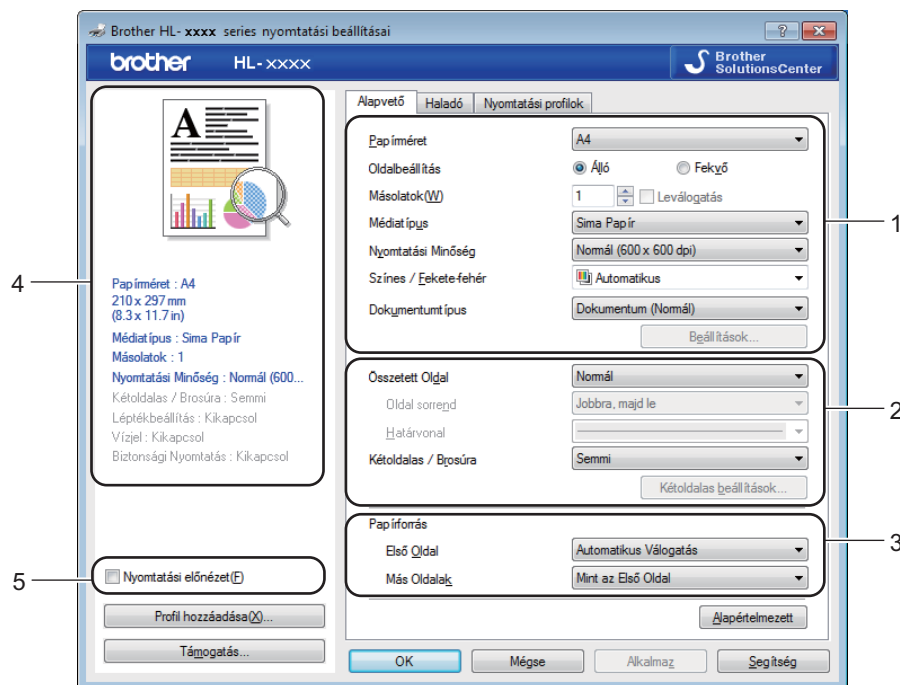 Brother HL- xxxx series nyomtatási beállításai
brother HL- xxxx
Brother
SolutionsCenter
A
Papírméret : A4
210 x 297 mm
(8.3 x 11.7 in)
Médiatípus : Sima Papír
Másolatok : 1
Nyomtatási Minőség : Normál (600...
Kétoldalas / Brosúra : Semmi
Léptékbeállítás : Kikapcsol
Vízjel : Kikapcsol
Biztonsági Nyomtatás : Kikapcsol
4
Nyomtatási előnézet(F)
5
Profil hozzáadása(X)...
Támogatás...
Alapvető Haladó Nyomtatási profilok
Papírméret A4
Oldalbeállítás Álló Fekvő
Másolatok(W) 1 Leválogatás
Médiatípus Sima Papír
Nyomtatási Minőség Normál (600 x 600 dpi)
Színes / Fekete-fehér Automatikus
Dokumentumtípus Dokumentum (Normál)
Beállítások...
1
Összetett Oldal Normál
Oldal sorrend Jobbra, majd le
Határvonal
Kétoldalas / Brosúra Semmi
Kétoldalas beállítások...
2
Papírforrás
Első Oldal Automatikus Válogatás
Más Oldalak Mint az Első Oldal
3
Alapértelmezett
OK Mégse Alkalmaz Segítség